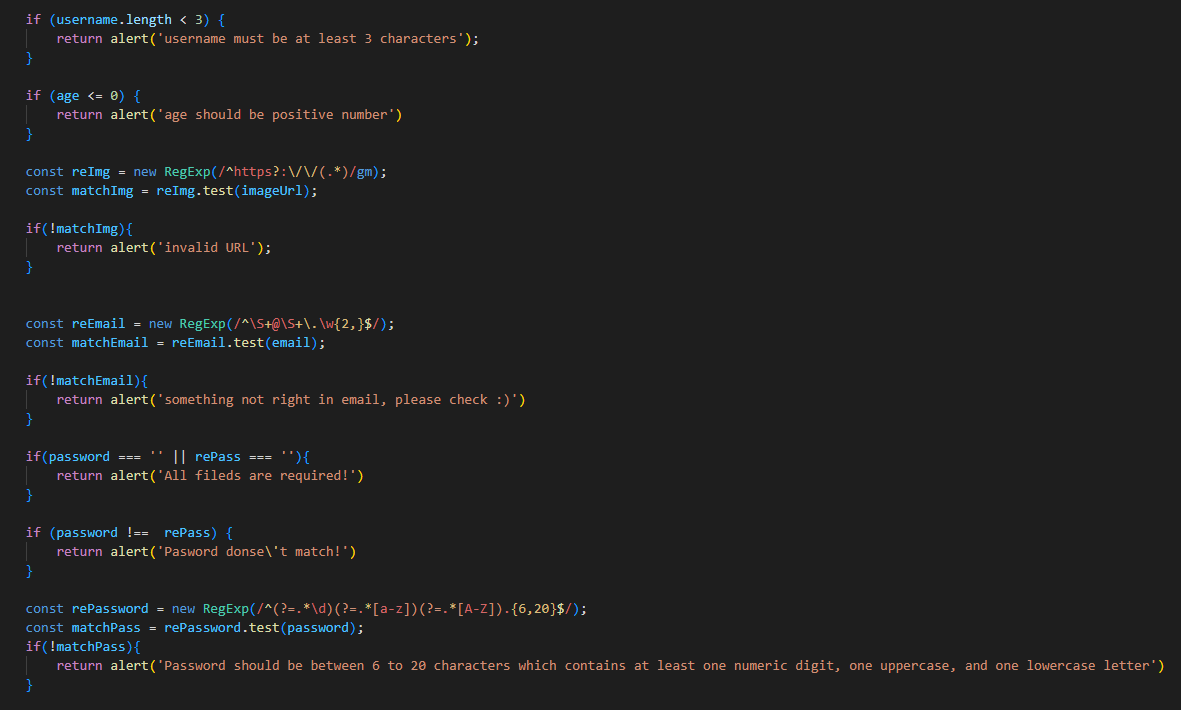 if (username.length < 3) {
    return alert('username must be at least 3 characters');
}

if (age <= 0) {
    return alert('age should be positive number')
}

const reImg = new RegExp(/^https?:\/\/(.*)/gm);
const matchImg = reImg.test(imageUrl);

if(!matchImg){
    return alert('invalid URL');
}

const reEmail = new RegExp(/^\S+@\S+\.\w{2,}$/);
const matchEmail = reEmail.test(email);

if(!matchEmail){
    return alert('something not right in email, please check :)')
}

if(password === '' || rePass === ''){
    return alert('All fileds are required!')
}

if (password !==  rePass) {
    return alert('Pasword donse\'t match!')
}

const rePassword = new RegExp(/^(?=.*\d)(?=.*[a-z])(?=.*[A-Z]).{6,20}$/);
const matchPass = rePassword.test(password);
if(!matchPass){
    return alert('Password should be between 6 to 20 characters which contains at least one numeric digit, one uppercase, and one lowercase letter')
}